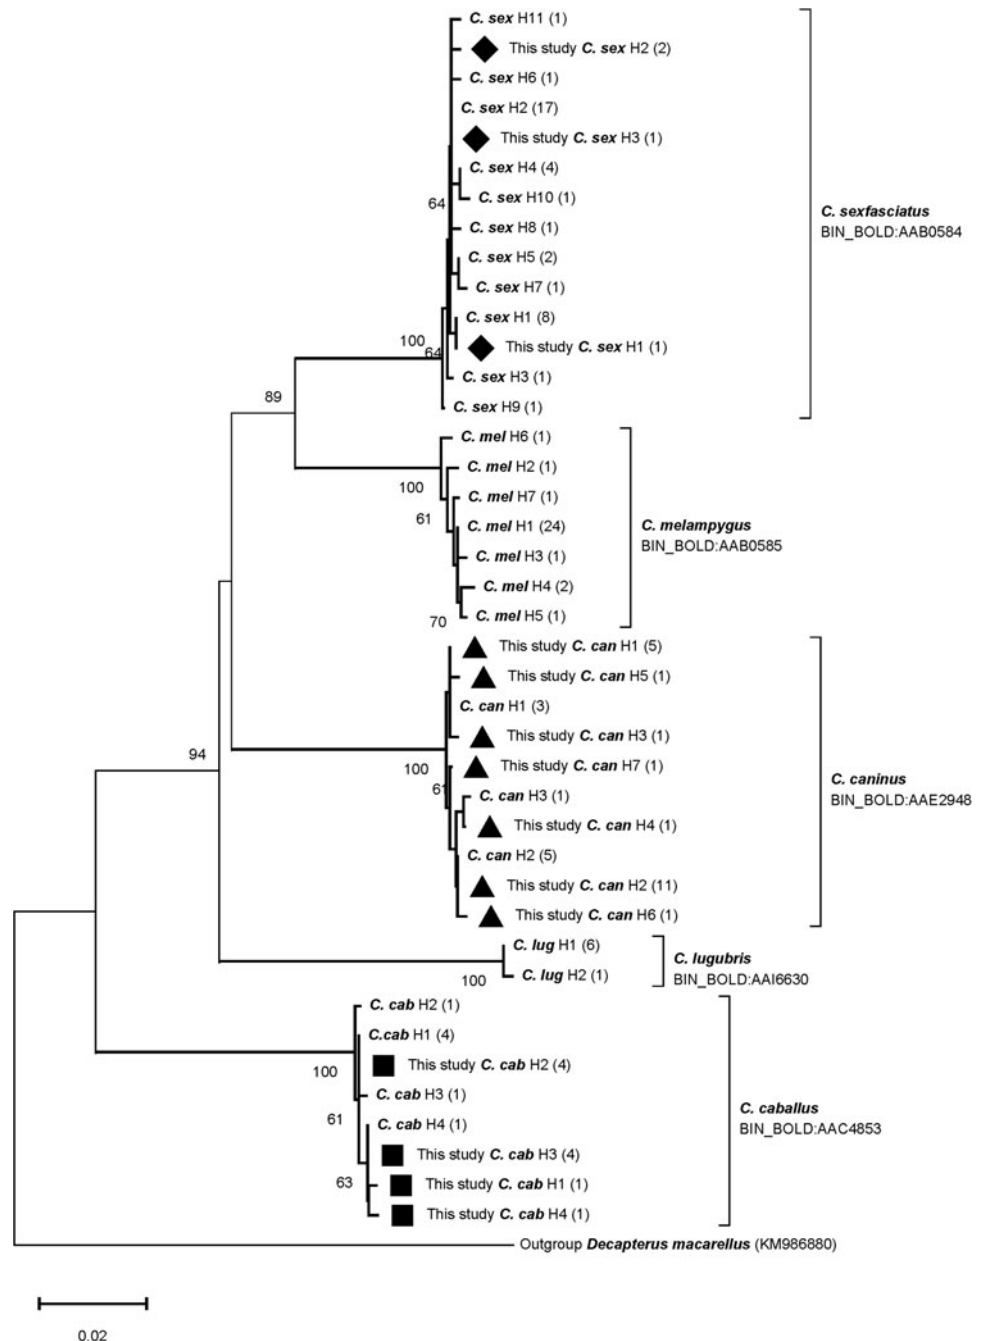 C. sex H11 (1)
This study C. sex H2 (2)
C. sex H6 (1)
C. sex H2 (17)
This study C. sex H3 (1)
C. sex H4 (4)
C. sex H10 (1)
64
C. sex H8 (1)
C. sexfasciatus
BIN_BOLD:AAB0584
C. sex H5 (2)
C. sex H7 (1)
C. sex H1 (8)
100
64
This study C. sex H1 (1)
C. sex H3 (1)
89
C. sex H9 (1)
C. mel H6 (1)
C. mel H2 (1)
100
C. mel H7 (1)
61
C. mel H1 (24)
C. melampygus
BIN_BOLD:AAB0585
C. mel H3 (1)
C. mel H4 (2)
C. mel H5 (1)
70
This study C. can H1 (5)
This study C. can H5 (1)
C. can H1 (3)
This study C. can H3 (1)
94
100
This study C. can H7 (1)
61
C. can H3 (1)
C. caninus
BIN_BOLD:AAE2948
This study C. can H4 (1)
C. can H2 (5)
This study C. can H2 (11)
This study C. can H6 (1)
C. lug H1 (6)
C. lugubris
BIN_BOLD:AAI6630
100
C. lug H2 (1)
C. cab H2 (1)
C.cab H1 (4)
100
This study C. cab H2 (4)
C. cab H3 (1)
61
C. cab H4 (1)
C. caballus
BIN_BOLD:AAC4853
This study C. cab H3 (4)
63
This study C. cab H1 (1)
This study C. cab H4 (1)
Outgroup Decapterus macarellus (KM986880)
0.02